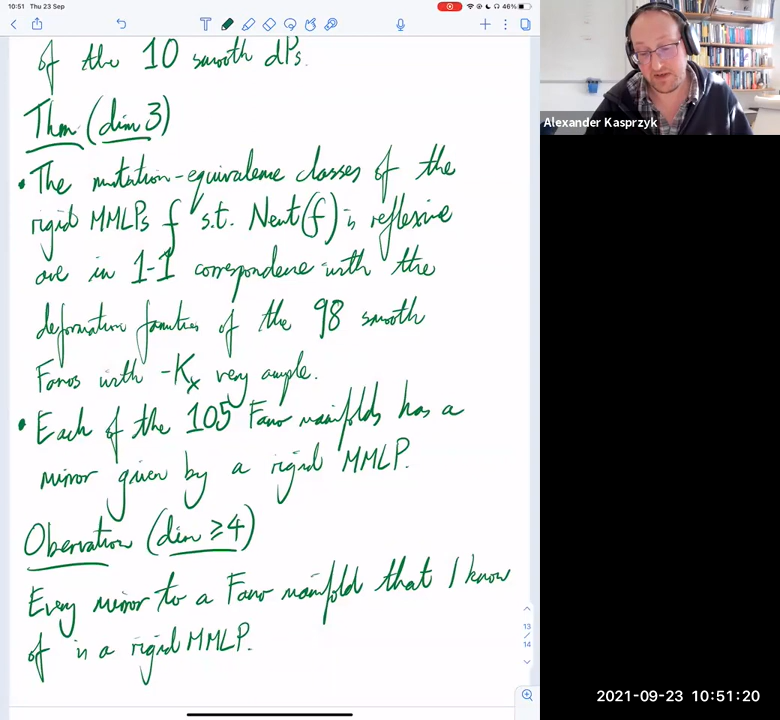 10:51 Thu 23 Sep
46%
of the 10 smooth dPs.
Thm (dim 3)
• The mutation-equivalence classes of the
rigid MMLPs f s.t. Newt(f) is reflexive
are in 1-1 correspondence with the
deformation families of the 98 smooth
Fanos with -K_X very ample.
• Each of the 105 Fano manifolds has a
mirror given by a rigid MMLP.
Obervation (dim ≥ 4)
Every mirror to a Fano manifold that I know
of is a rigid MMLP.
13
/
14
Alexander Kasprzyk
2021-09-23 10:51:20